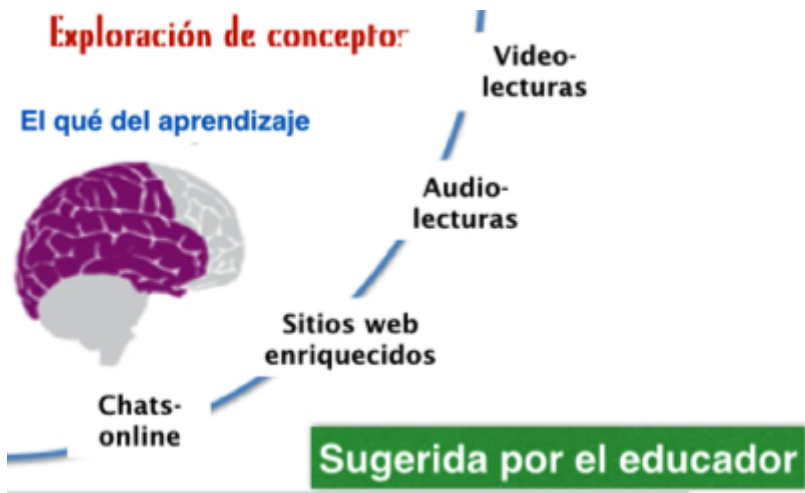 Exploración de conceptos
Video-
lecturas
El qué del aprendizaje
Audio-
lecturas
Sitios web
enriquecidos
Chats-
online
Sugerida por el educador